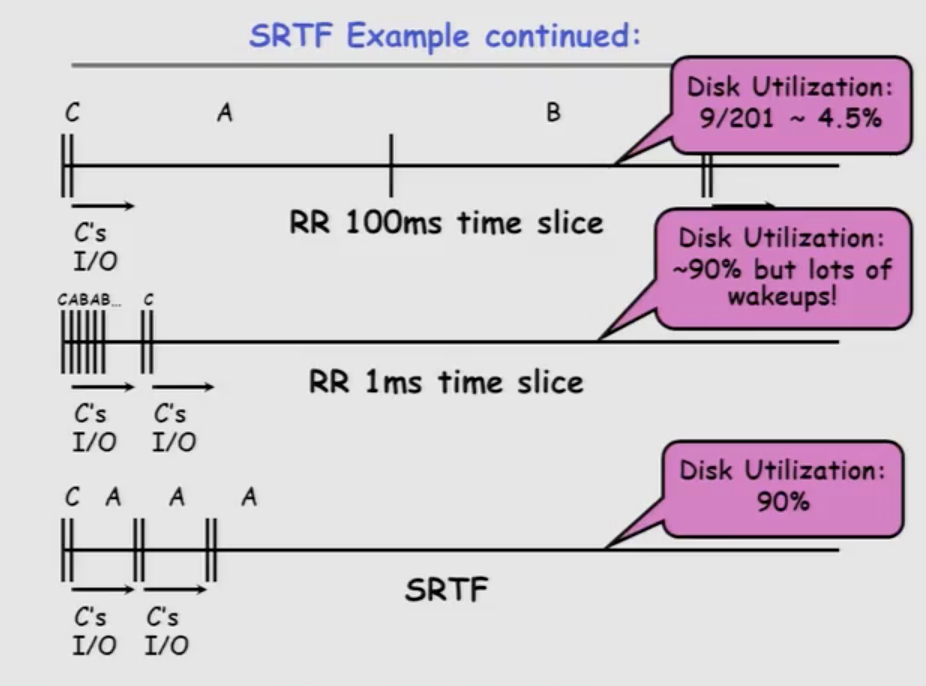 SRTF Example continued:
C A B
Disk Utilization:
9/201 ~ 4.5%
C's
I/O
RR 100ms time slice
Disk Utilization:
~90% but lots of
wakeups!
CABAB... C
C's C's
I/O I/O
RR 1ms time slice
C A A A
Disk Utilization:
90%
C's C's
I/O I/O
SRTF